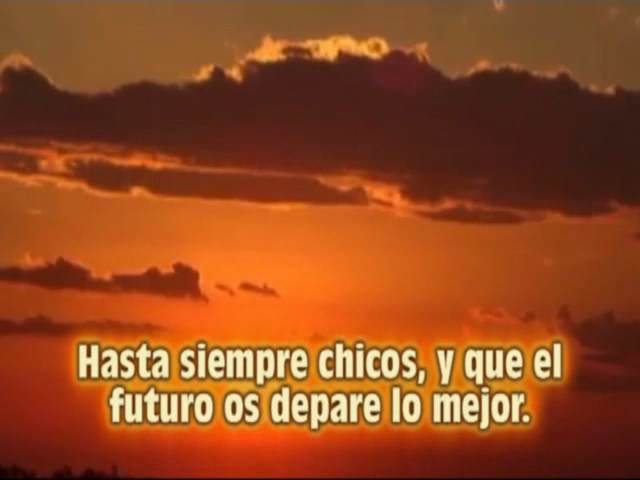 Hasta siempre chicos, y que el
futuro os depare lo mejor.